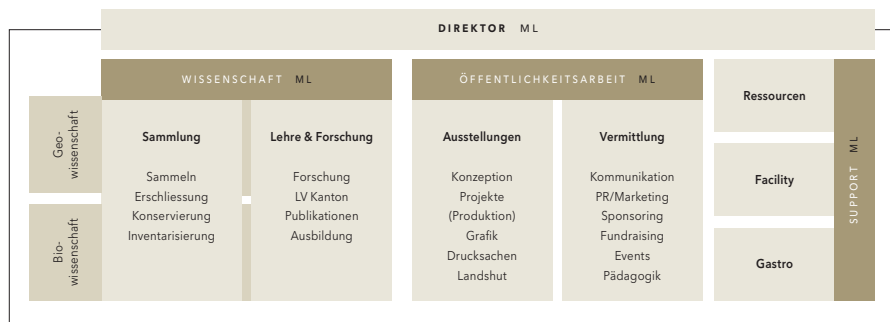 DIREKTOR ML
WISSENSCHAFT ML
Geo-
wissenschaft
Bio-
wissenschaft
Sammlung
Sammeln
Erschliessung
Konservierung
Inventarisierung
Lehre & Forschung
Forschung
LV Kanton
Publikationen
Ausbildung
ÖFFENTLICHKEITSARBEIT ML
Ausstellungen
Konzeption
Projekte
(Produktion)
Grafik
Drucksachen
Landshut
Vermittlung
Kommunikation
PR/Marketing
Sponsoring
Fundraising
Events
Pädagogik
Ressourcen
Facility
Gastro
SUPPORT ML